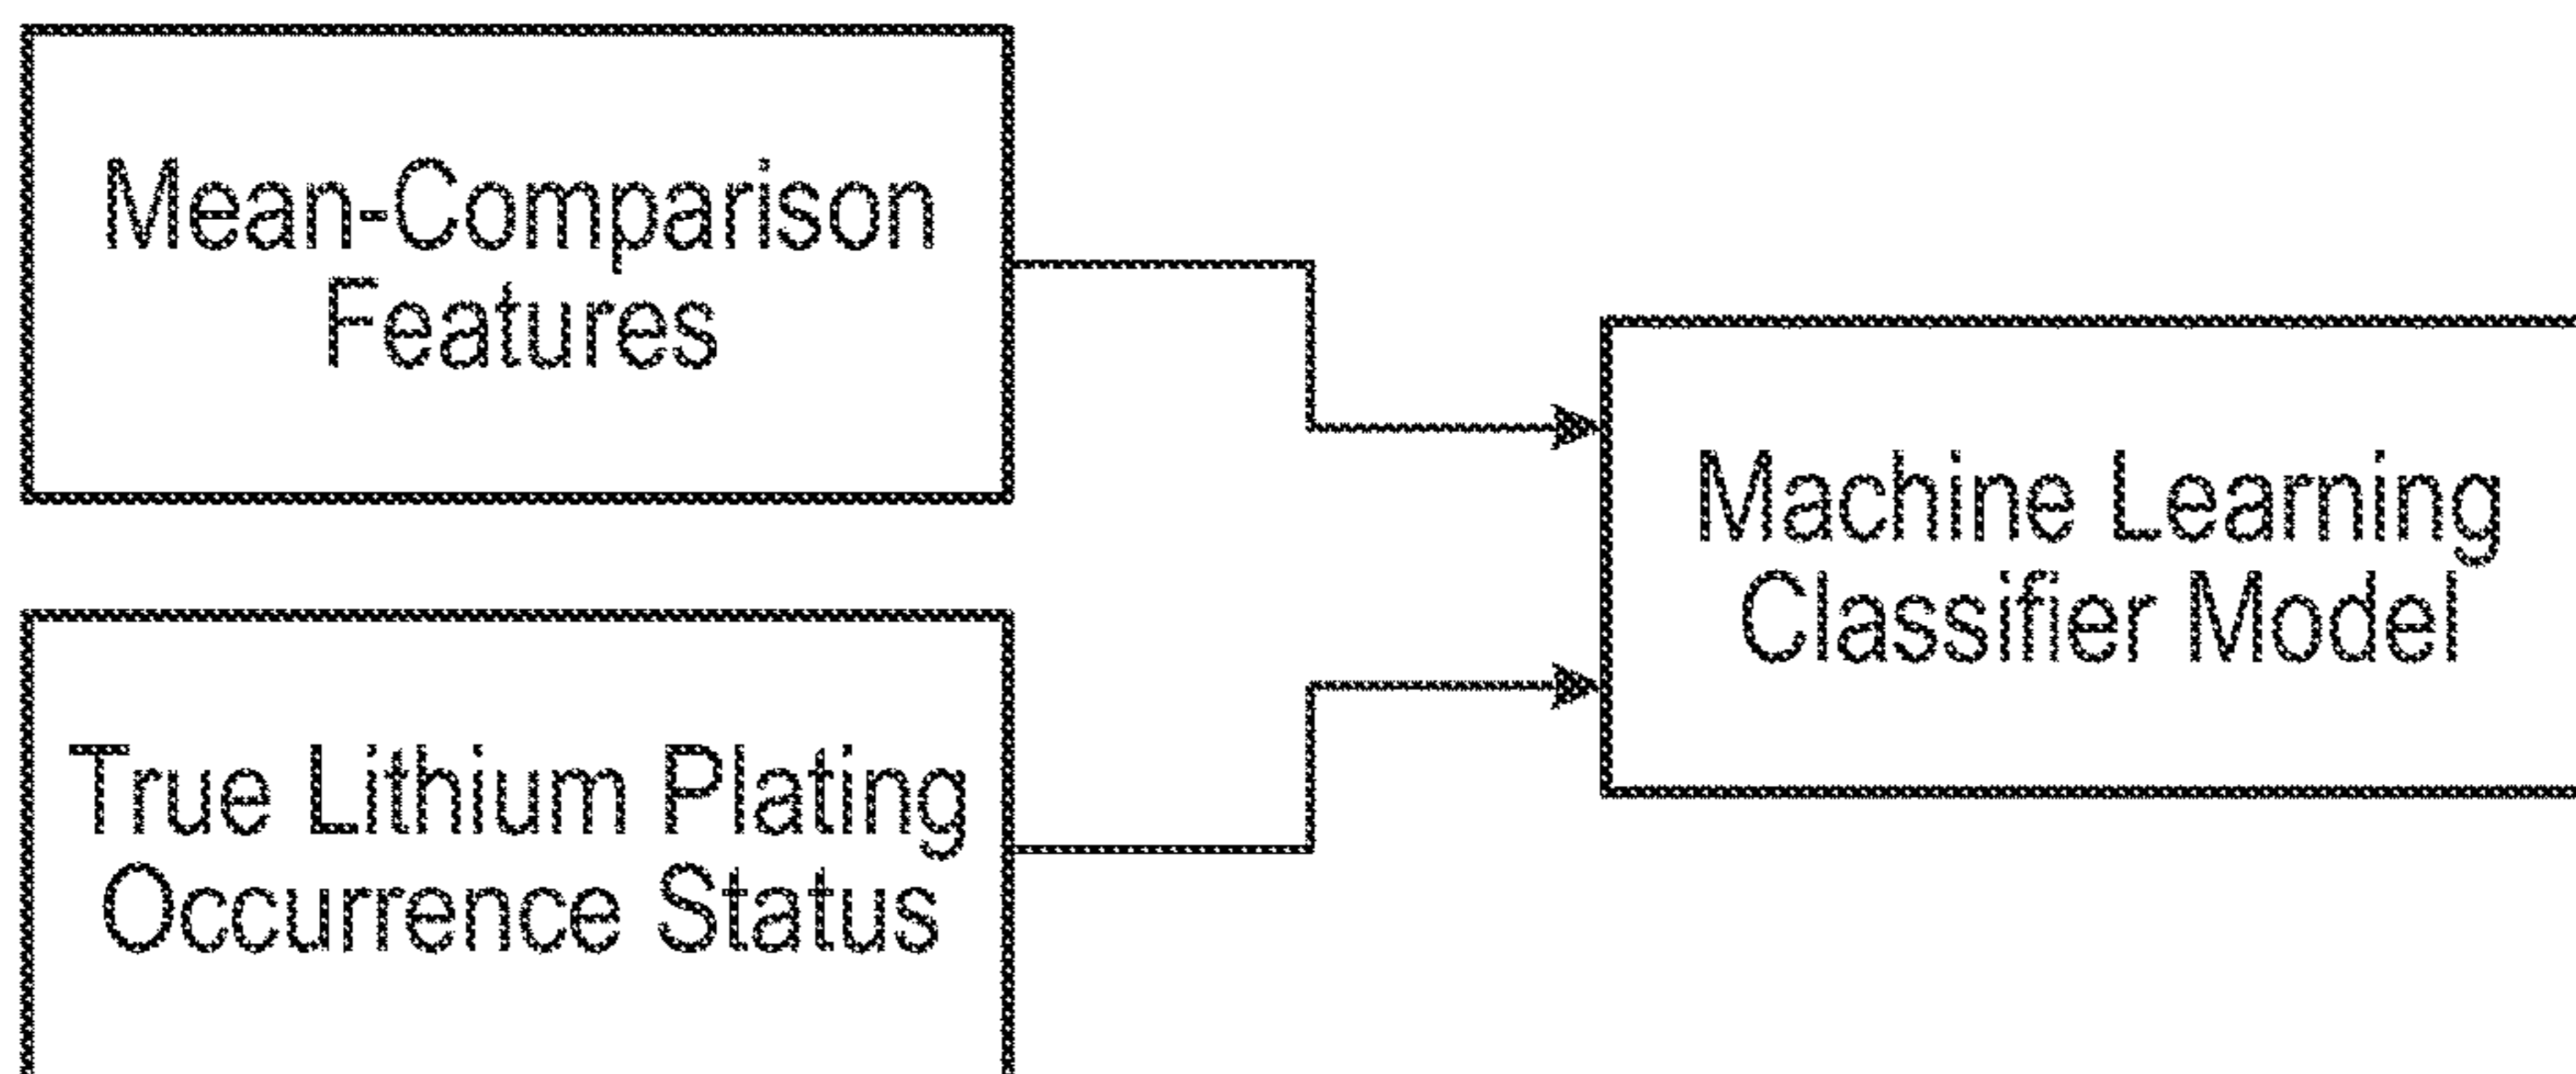 Mean-Comparison
Features
True Lithium Plating
Occurrence Status
Machine Learning
Classifier Model